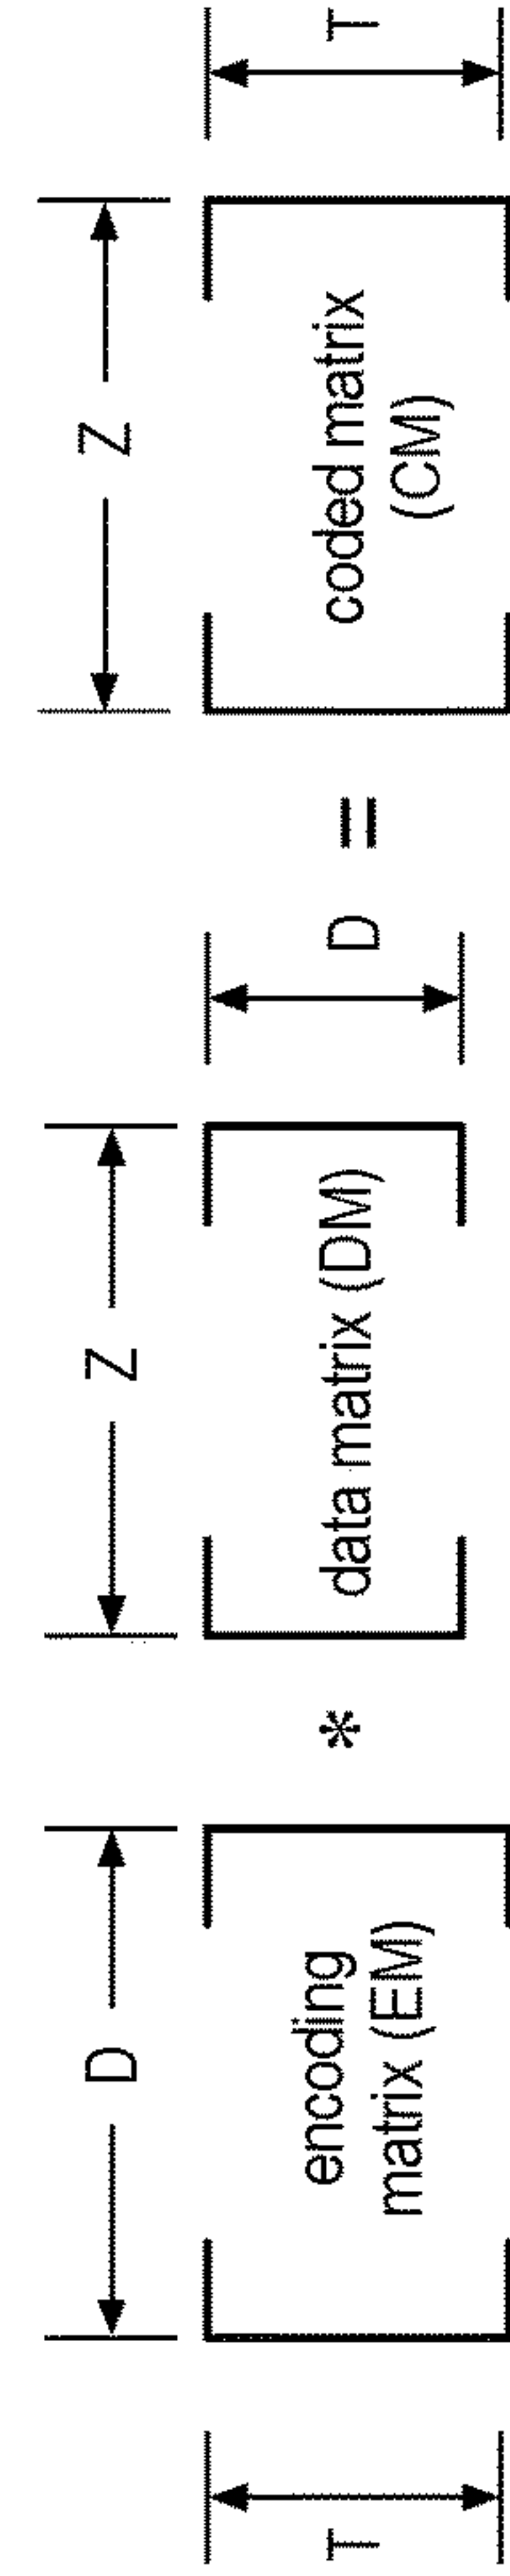 D
Z
Z
T
encoding
matrix (EM)
*
data matrix (DM)
D
=
coded matrix
(CM)
T